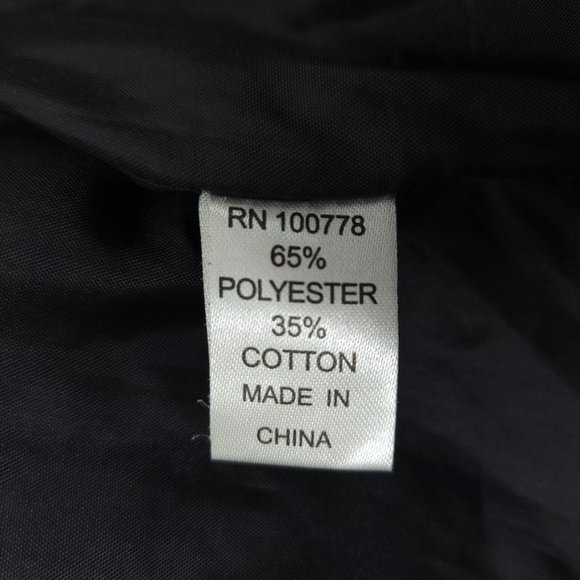 RN 100778
65%
POLYESTER
35%
COTTON
MADE IN
CHINA